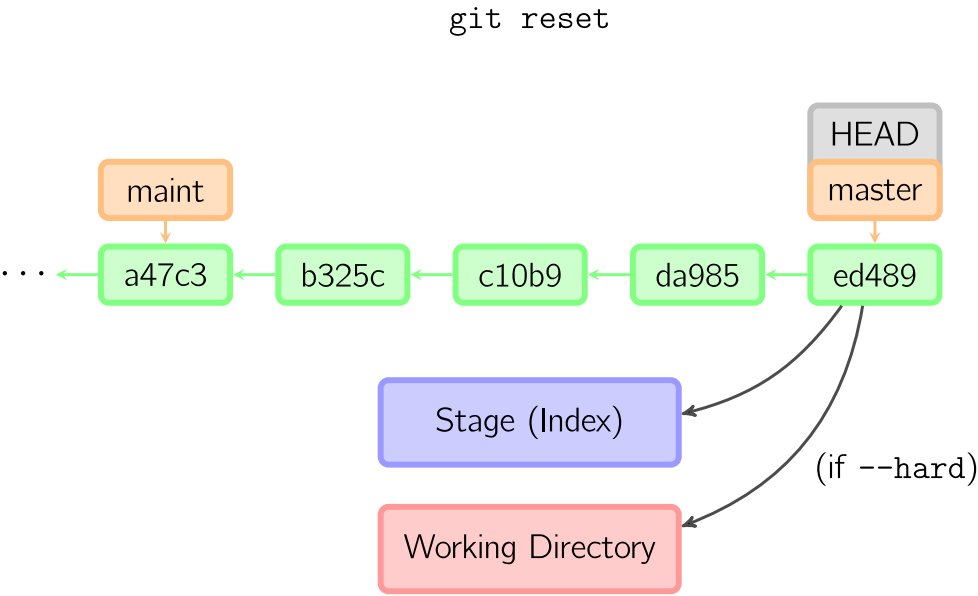 git reset
HEAD
maint
master
...
a47c3
b325c
c10b9
da985
ed489
Stage (Index)
(if --hard)
Working Directory